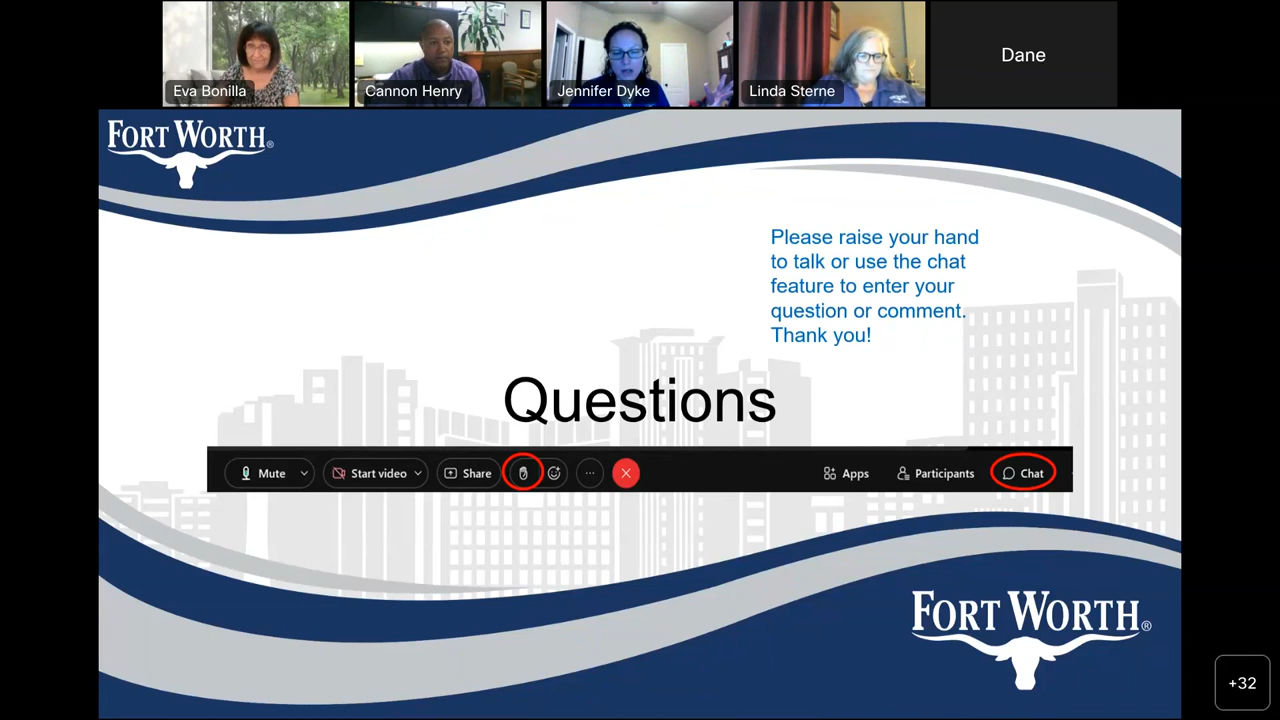 Eva Bonilla
Cannon Henry
Jennifer Dyke
Linda Sterne
Dane
FORT WORTH®
Please raise your hand
to talk or use the chat
feature to enter your
question or comment.
Thank you!
Questions
Mute
Start video
Share
Apps
Participants
Chat
FORT WORTH®
+32